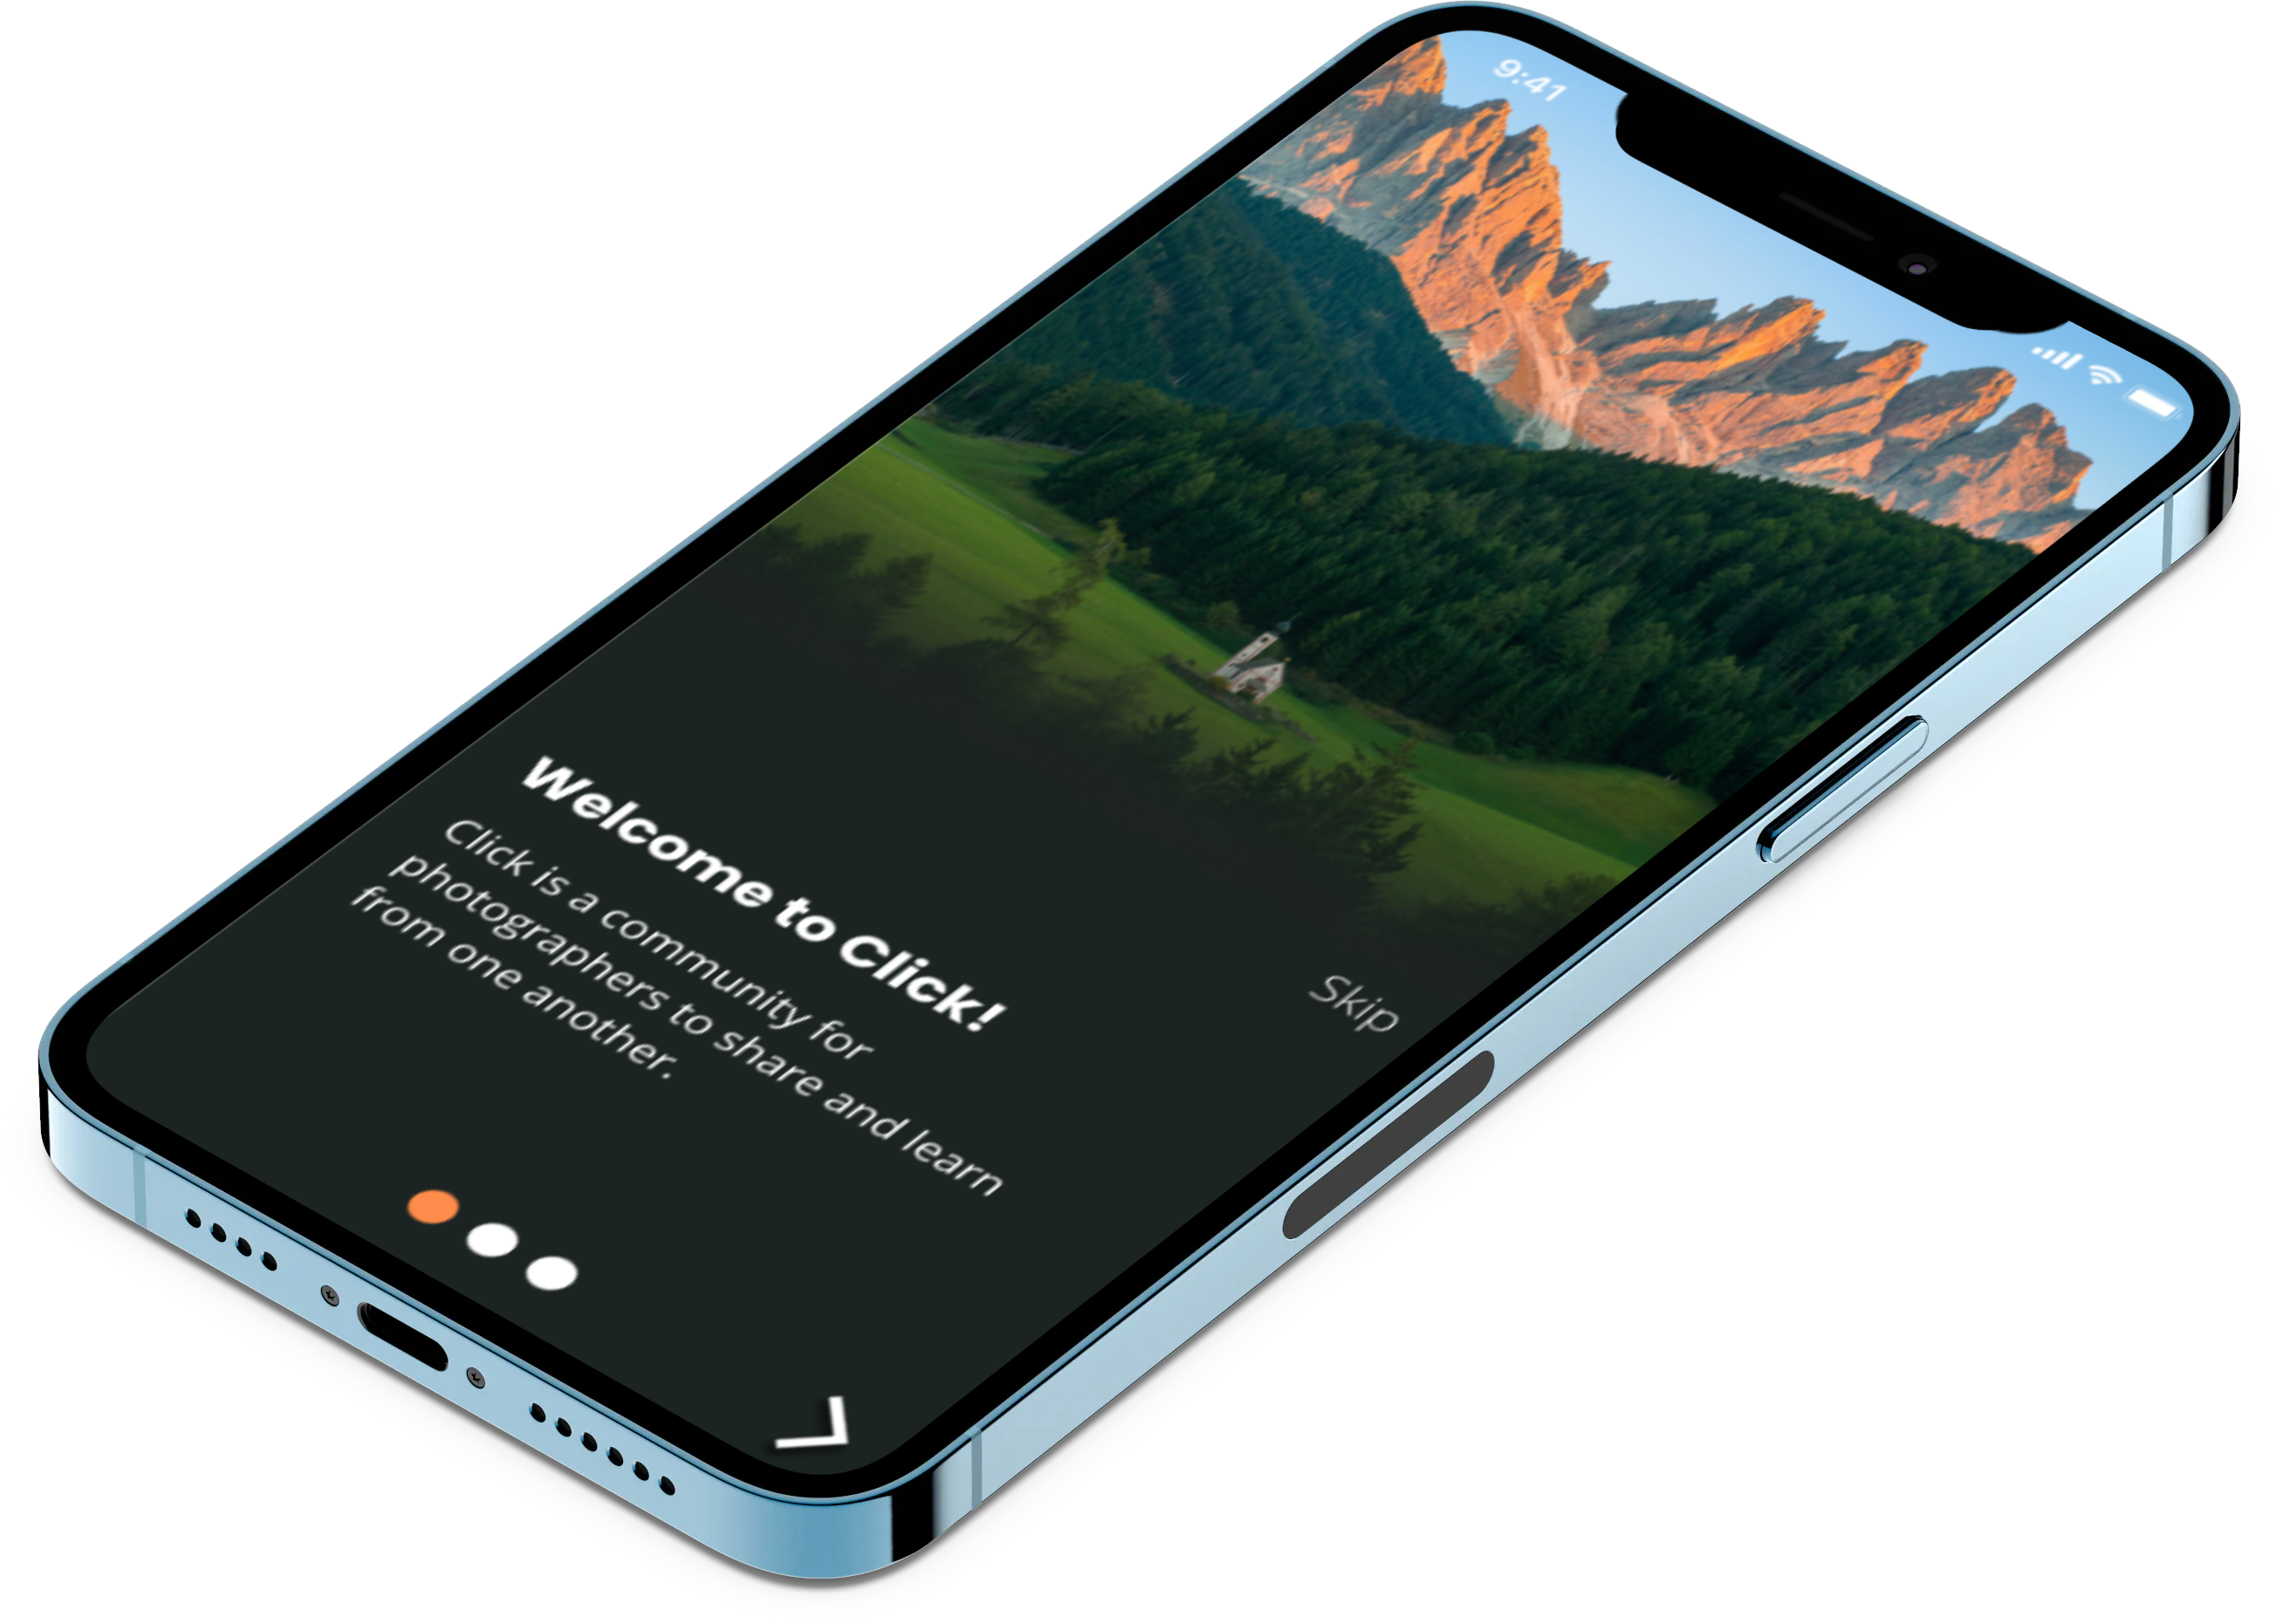 9:41
Skip
Welcome to Click!
Click is a community for
photographers to share and learn
from one another.